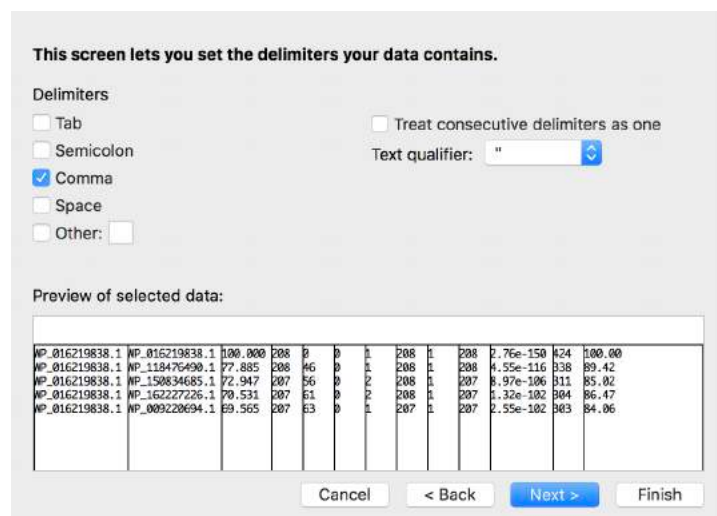 This screen lets you set the delimiters your data contains.
Delimiters
Tab
Treat consecutive delimiters as one
Semicolon
Text qualifier: "
Comma
Space
Other:
Preview of selected data:
WP_016219838.1 WP_016219838.1 100.000 208 0 0 1 208 1 208 2.76e-150 424 100.00
WP_016219838.1 WP_118476490.1 77.885 208 46 0 1 208 1 208 4.55e-116 338 89.42
WP_016219838.1 WP_150834685.1 72.947 207 56 0 2 208 1 207 8.97e-106 311 85.02
WP_016219838.1 WP_162227226.1 70.531 207 61 0 2 208 1 207 1.32e-102 304 86.47
WP_016219838.1 WP_009220694.1 69.565 207 63 0 1 207 1 207 2.55e-102 303 84.06
Cancel < Back Next > Finish